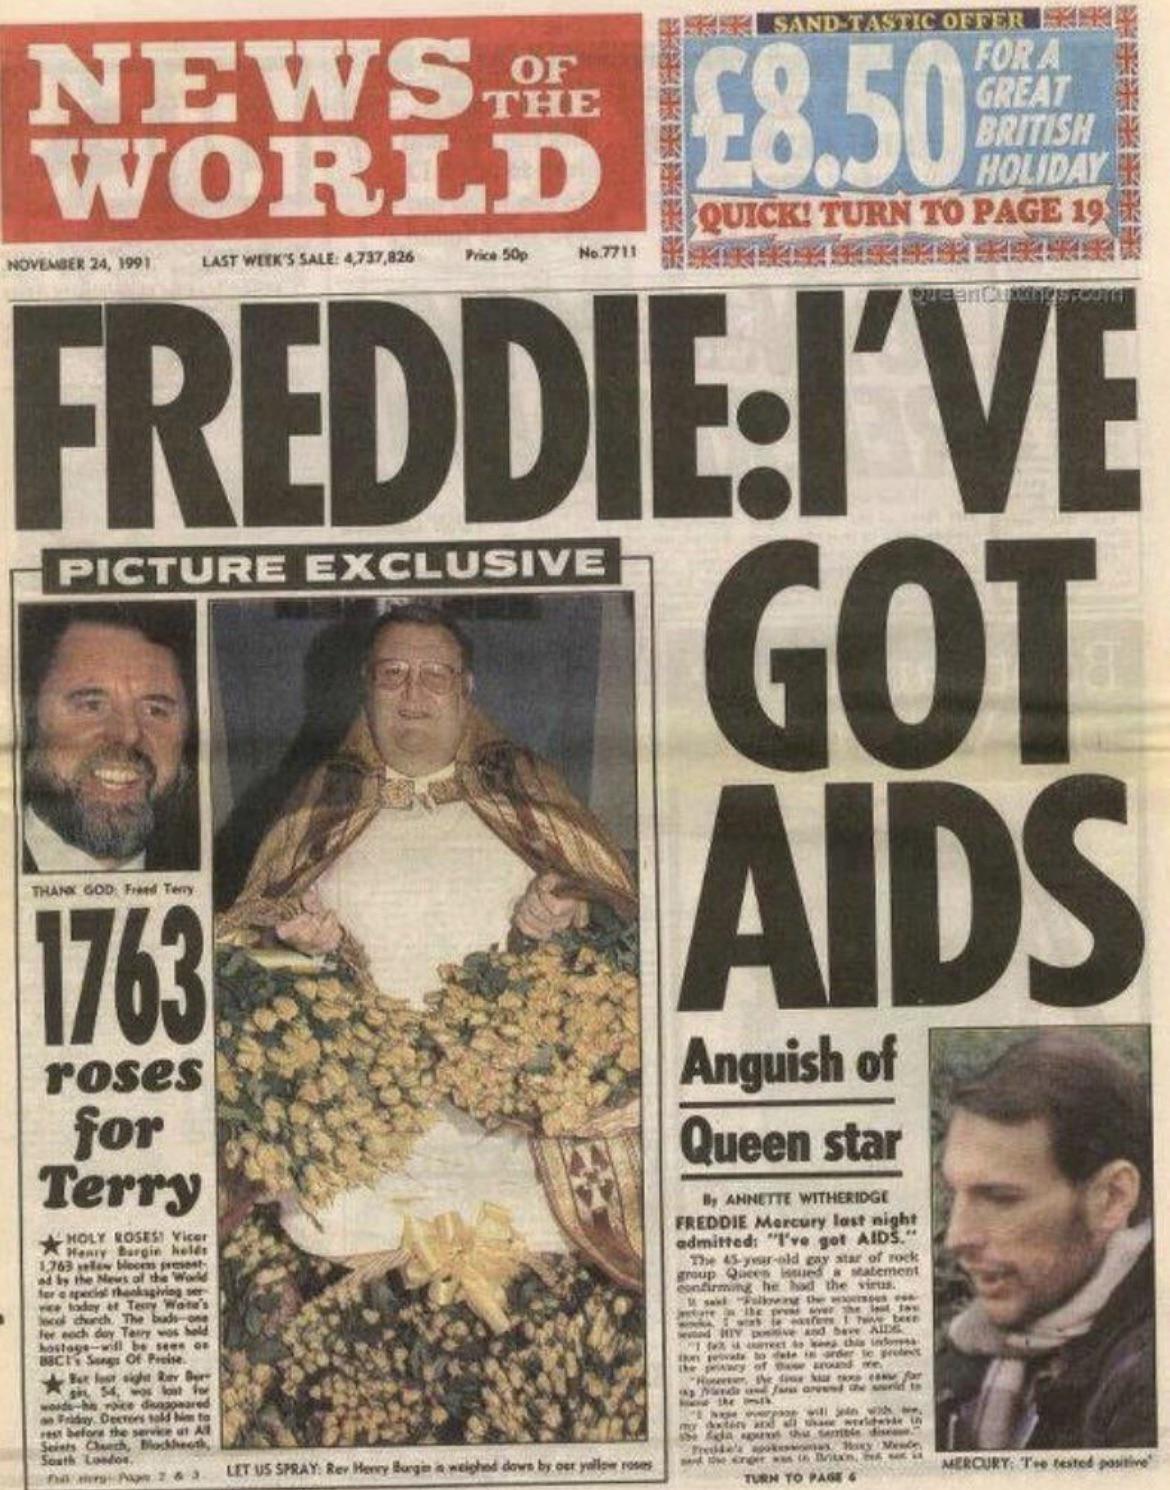 NEWS OF THE WORLD
SAND-TASTIC OFFER
£8.50
FOR A
GREAT
BRITISH
HOLIDAY
QUICK! TURN TO PAGE 19
NOVEMBER 24, 1991 LAST WEEK'S SALE: 4,737,826 Price 50p No.7711
QueenCuttings.com
FREDDIE:I'VE
GOT
AIDS
PICTURE EXCLUSIVE
THANK GOD: Freed Terry
1763
roses
for
Terry
★ HOLY ROSES! Vicar
Henry Burgin holds
1,763 yellow blooms present-
ed by the News of the World
for a special thanksgiving ser-
vice today at Terry Waite's
local church. The buds—one
for each day Terry was held
hostage—will be seen on
BBC1's Songs Of Praise.
★ But last night Rev Bur-
gin, 54, was lost for
words—his voice disappeared
on Friday. Doctors told him to
rest before the service at All
Saints Church, Blackheath,
South London.
Full story: Pages 2 & 3
LET US SPRAY: Rev Henry Burgin is weighed down by our yellow roses
Anguish of
Queen star
By ANNETTE WITHERIDGE
FREDDIE Mercury last night
admitted: "I've got AIDS."
The 45-year-old gay star of rock
group Queen issued a statement
confirming he had the virus.
It said: "Following the enormous con-
jecture in the press over the last two
weeks, I wish to confirm I have been
tested HIV positive and have AIDS.
"I felt it correct to keep this informa-
tion private to date in order to protect
the privacy of those around me.
"However, the time has now come for
my friends and fans around the world to
know the truth.
"I hope everyone will join with me,
my doctors and all those worldwide in
the fight against this terrible disease."
Freddie's spokeswoman, Roxy Meade,
said the singer was in Britain, but not in
TURN TO PAGE 6
MERCURY: 'I've tested positive'